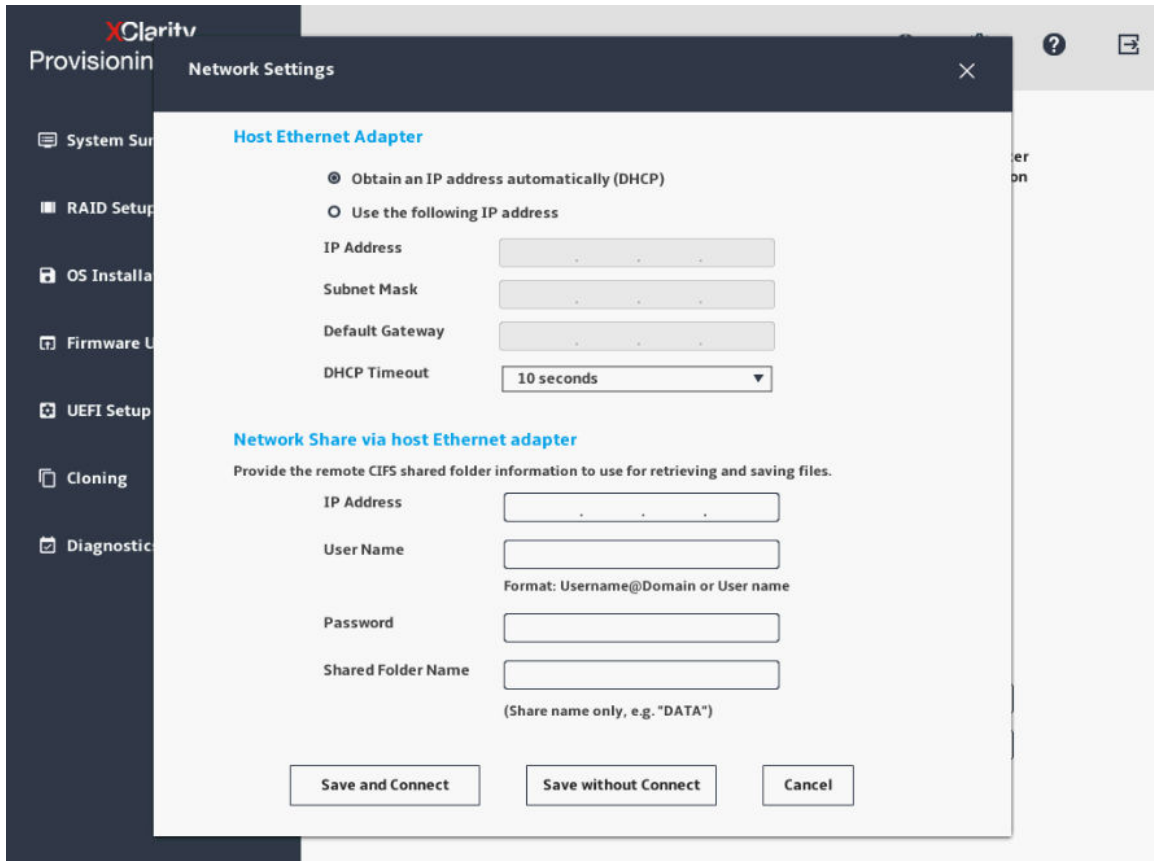 XClarity
Provisionin
Network Settings
System Sur
RAID Setup
OS Installa
Firmware U
UEFI Setup
Cloning
Diagnostic
Host Ethernet Adapter
Obtain an IP address automatically (DHCP)
Use the following IP address
IP Address
. . .
Subnet Mask
. . .
Default Gateway
. . .
DHCP Timeout
10 seconds
Network Share via host Ethernet adapter
Provide the remote CIFS shared folder information to use for retrieving and saving files.
IP Address
. . .
User Name
Format: Username@Domain or User name
Password
Shared Folder Name
(Share name only, e.g. "DATA")
Save and Connect
Save without Connect
Cancel
er
on